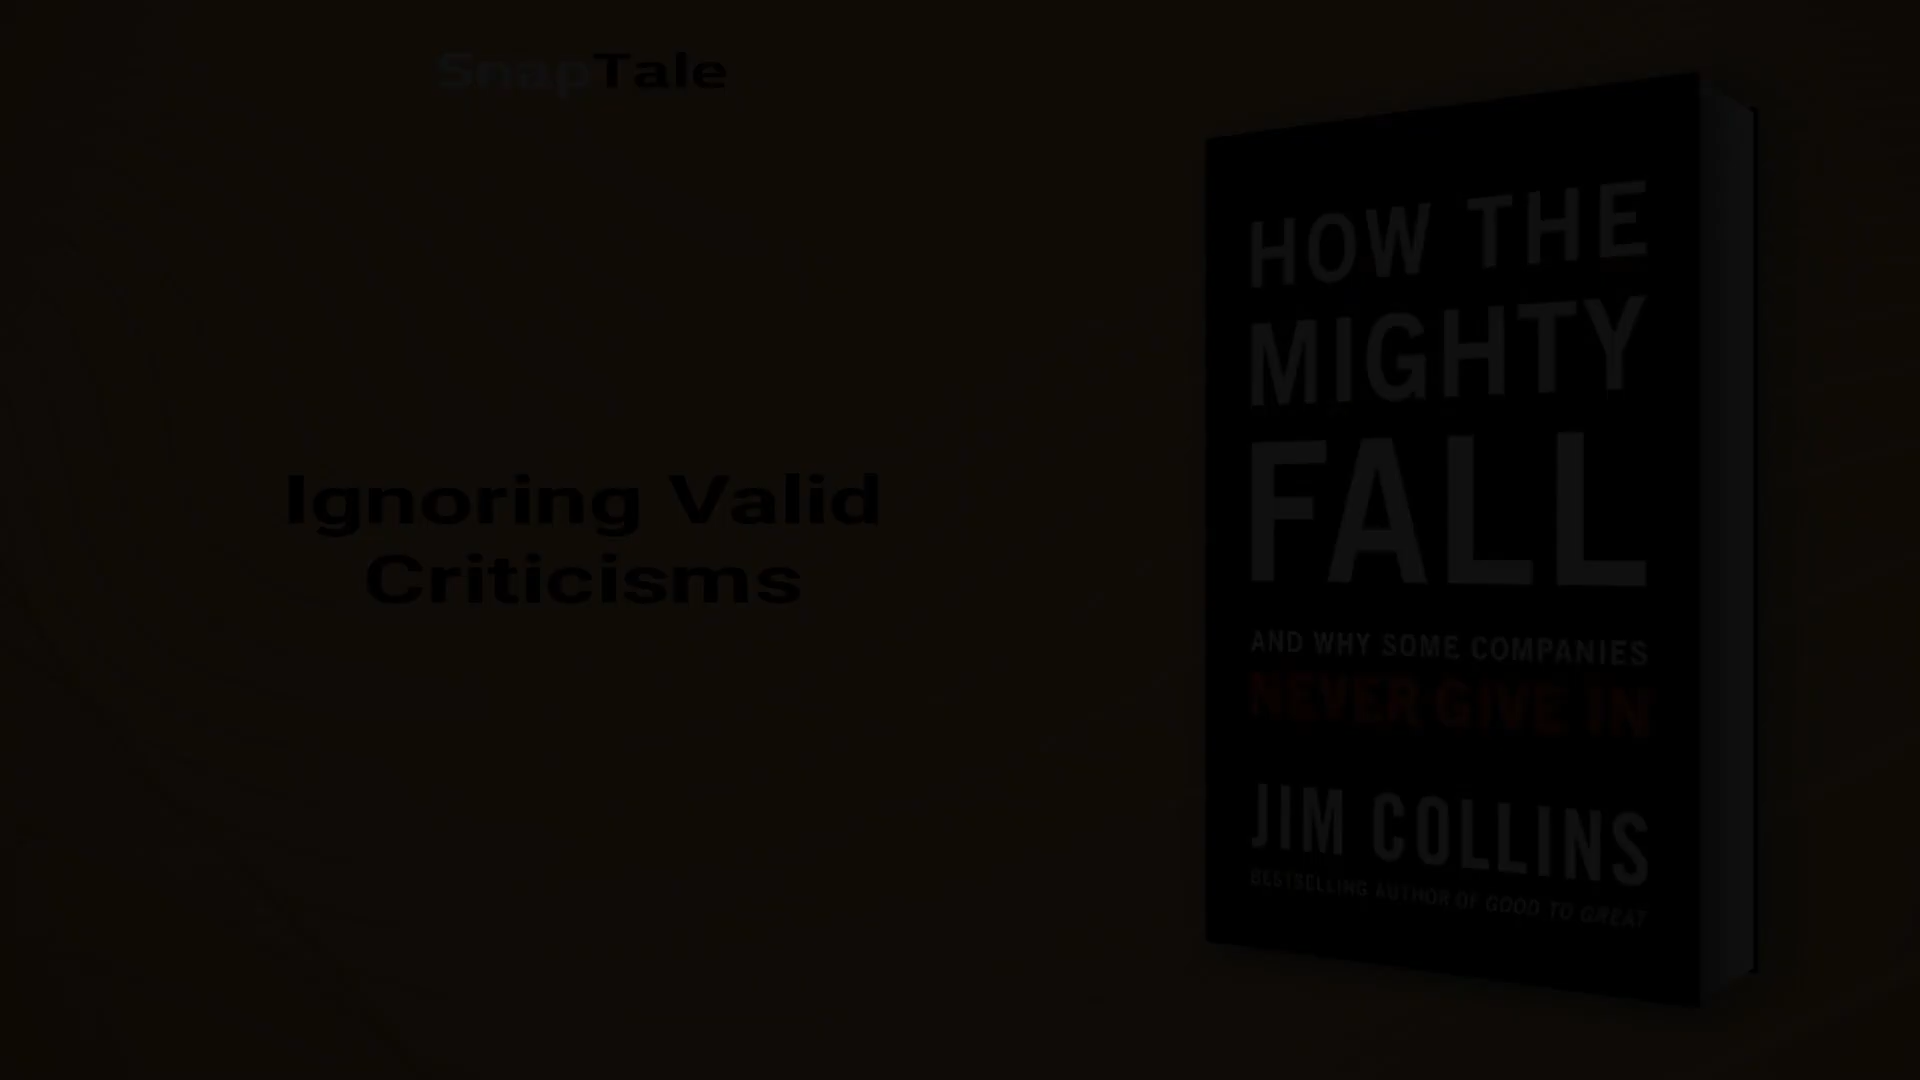 SnapTale
Ignoring Valid
Criticisms
HOW THE
MIGHTY
FALL
AND WHY SOME COMPANIES
NEVER GIVE IN
JIM COLLINS
BESTSELLING AUTHOR OF GOOD TO GREAT